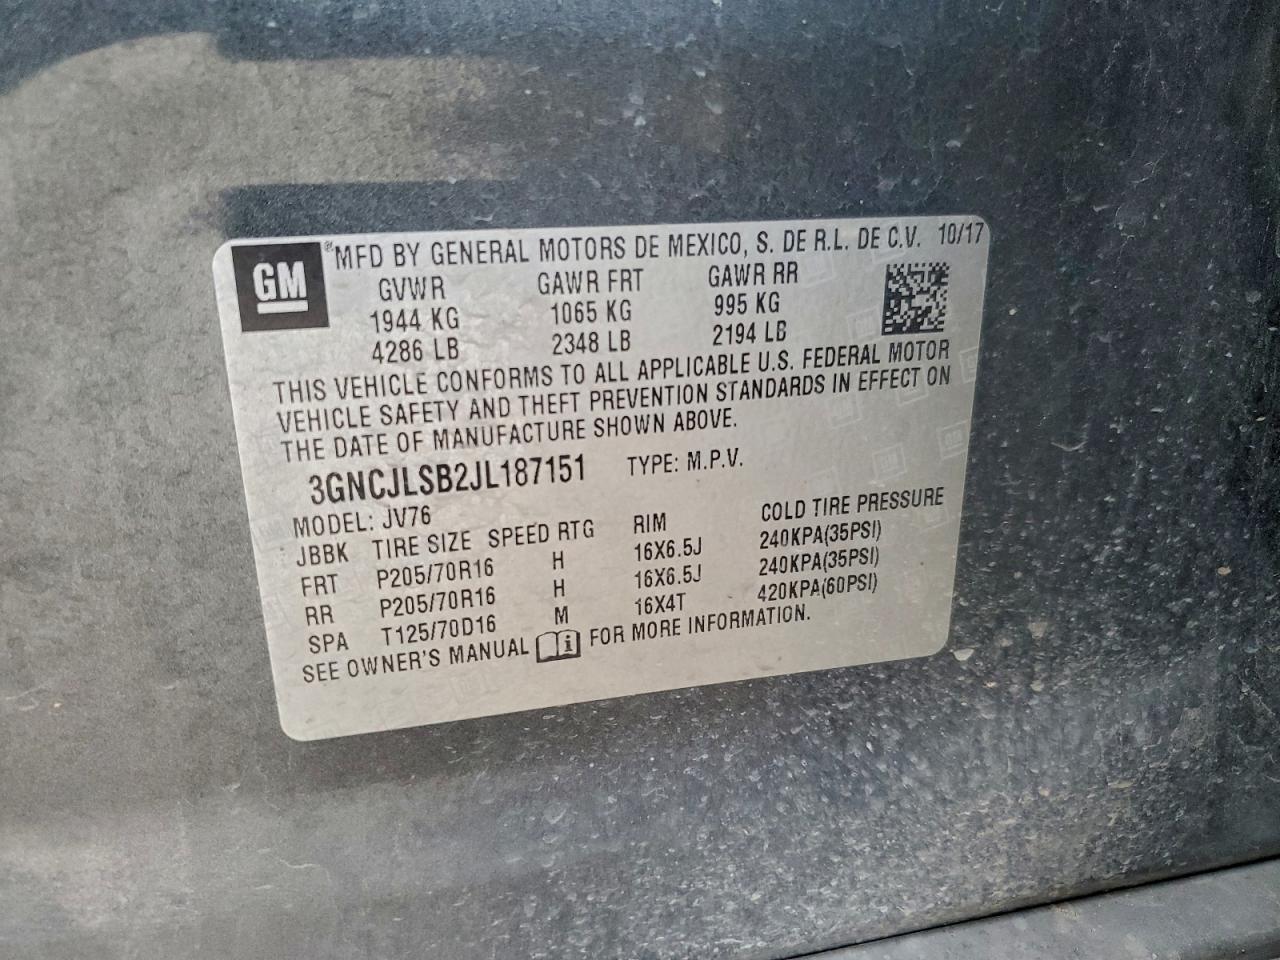 GM ® MFD BY GENERAL MOTORS DE MEXICO, S. DE R.L. DE C.V. 10/17
GVWR GAWR FRT GAWR RR
1944 KG 1065 KG 995 KG
4286 LB 2348 LB 2194 LB
THIS VEHICLE CONFORMS TO ALL APPLICABLE U.S. FEDERAL MOTOR
VEHICLE SAFETY AND THEFT PREVENTION STANDARDS IN EFFECT ON
THE DATE OF MANUFACTURE SHOWN ABOVE.
3GNCJLSB2JL187151 TYPE: M.P.V.
MODEL: JV76
JBBK TIRE SIZE SPEED RTG RIM COLD TIRE PRESSURE
FRT P205/70R16 H 16X6.5J 240KPA(35PSI)
RR P205/70R16 H 16X6.5J 240KPA(35PSI)
SPA T125/70D16 M 16X4T 420KPA(60PSI)
SEE OWNER'S MANUAL i FOR MORE INFORMATION.